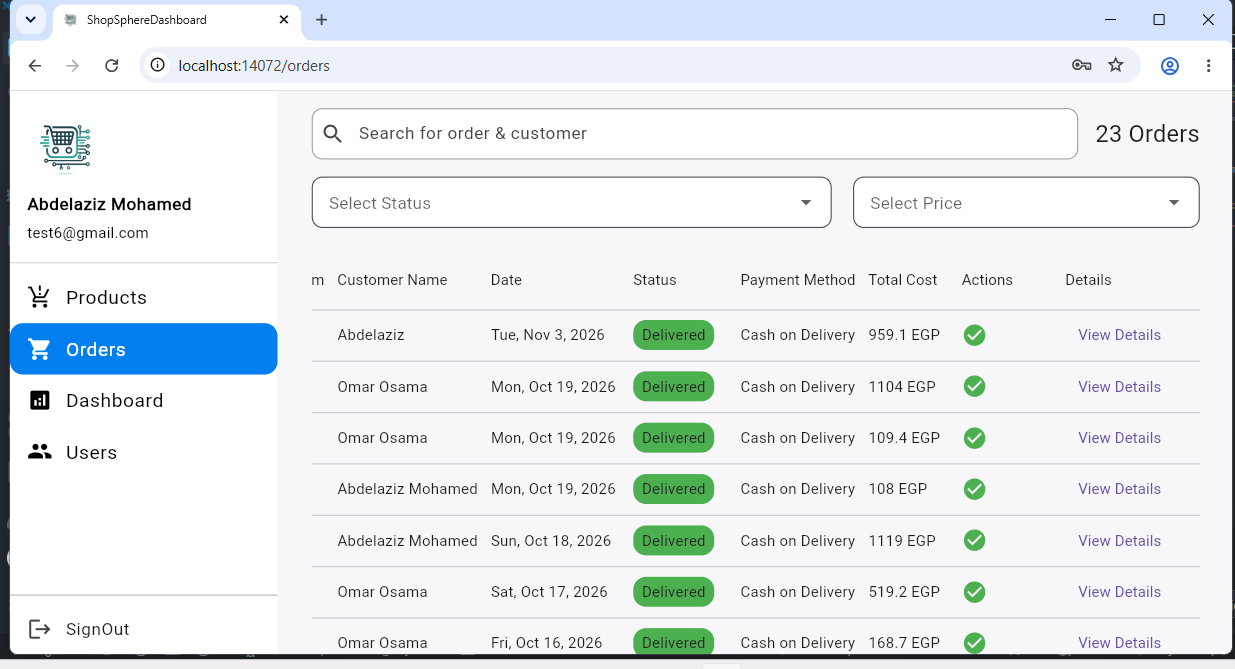 ShopSphereDashboard
localhost:14072/orders
Search for order & customer
23 Orders
Select Status
Select Price
Abdelaziz Mohamed
test6@gmail.com
Products
Orders
Dashboard
Users
SignOut
m Customer Name Date Status Payment Method Total Cost Actions Details
Abdelaziz Tue, Nov 3, 2026 Delivered Cash on Delivery 959.1 EGP View Details
Omar Osama Mon, Oct 19, 2026 Delivered Cash on Delivery 1104 EGP View Details
Omar Osama Mon, Oct 19, 2026 Delivered Cash on Delivery 109.4 EGP View Details
Abdelaziz Mohamed Mon, Oct 19, 2026 Delivered Cash on Delivery 108 EGP View Details
Abdelaziz Mohamed Sun, Oct 18, 2026 Delivered Cash on Delivery 1119 EGP View Details
Omar Osama Sat, Oct 17, 2026 Delivered Cash on Delivery 519.2 EGP View Details
Omar Osama Fri, Oct 16, 2026 Delivered Cash on Delivery 168.7 EGP View Details